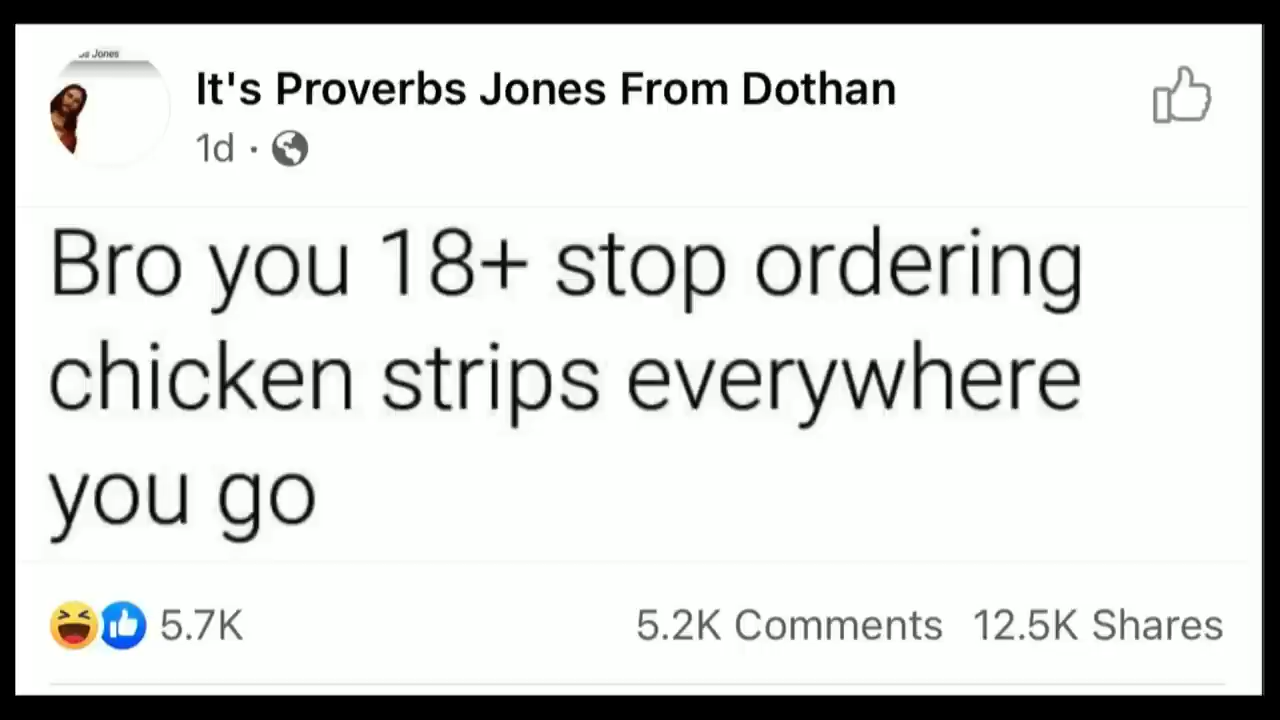 Jones
It's Proverbs Jones From Dothan
1d ·
Bro you 18+ stop ordering
chicken strips everywhere
you go
5.7K 5.2K Comments 12.5K Shares